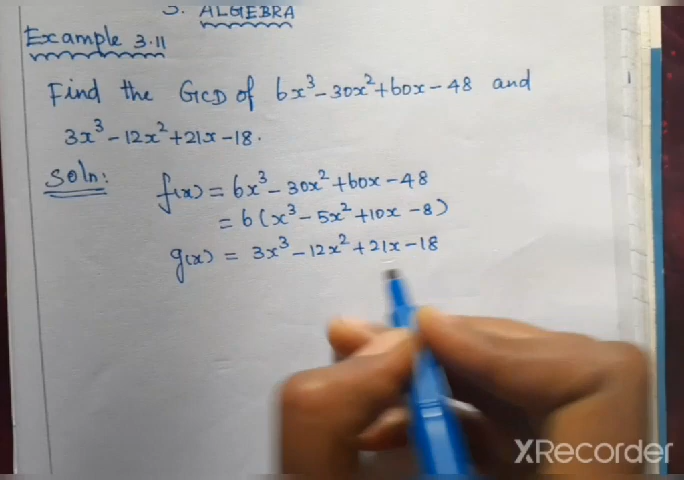 3. ALGEBRA
Example 3.11
Find the GCD of 6x³-30x²+60x-48 and
3x³-12x²+21x-18.
Soln:
f(x) = 6x³-30x²+60x-48
= 6(x³-5x²+10x-8)
g(x) = 3x³-12x²+21x-18
XRecorder